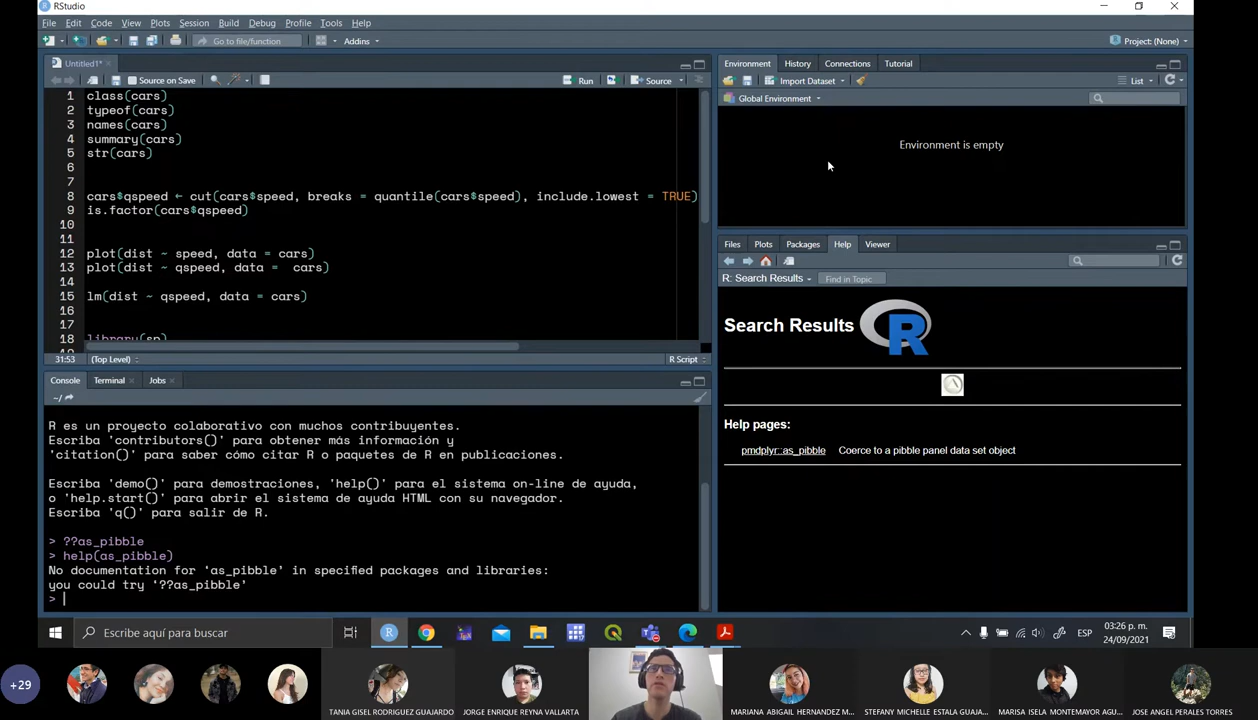 RStudio
File Edit Code View Plots Session Build Debug Profile Tools Help
Go to file/function Addins Project: (None)
Untitled1*
Source on Save Run Source
1 class(cars)
2 typeof(cars)
3 names(cars)
4 summary(cars)
5 str(cars)
6
7
8 cars$qspeed ← cut(cars$speed, breaks = quantile(cars$speed), include.lowest = TRUE)
9 is.factor(cars$qspeed)
10
11
12 plot(dist ~ speed, data = cars)
13 plot(dist ~ qspeed, data =  cars)
14
15 lm(dist ~ qspeed, data = cars)
16
17
18 library(sp)
31:53 (Top Level) R Script
Console Terminal Jobs
~/
R es un proyecto colaborativo con muchos contribuyentes.
Escriba 'contributors()' para obtener más información y
'citation()' para saber cómo citar R o paquetes de R en publicaciones.
Escriba 'demo()' para demostraciones, 'help()' para el sistema on-line de ayuda,
o 'help.start()' para abrir el sistema de ayuda HTML con su navegador.
Escriba 'q()' para salir de R.
> ??as_pibble
> help(as_pibble)
No documentation for 'as_pibble' in specified packages and libraries:
you could try '??as_pibble'
>
Environment History Connections Tutorial
Import Dataset List
Global Environment
Environment is empty
Files Plots Packages Help Viewer
R: Search Results Find in Topic
Search Results R
Help pages:
pmdplyr::as_pibble Coerce to a pibble panel data set object
Escribe aquí para buscar
ESP
03:26 p. m.
24/09/2021
+29
TANIA GISEL RODRIGUEZ GUAJARDO
JORGE ENRIQUE REYNA VALLARTA
MARIANA ABIGAIL HERNANDEZ M...
STEFANY MICHELLE ESTALA GUAJA...
MARISA ISELA MONTEMAYOR AGU...
JOSE ANGEL PERALES TORRES